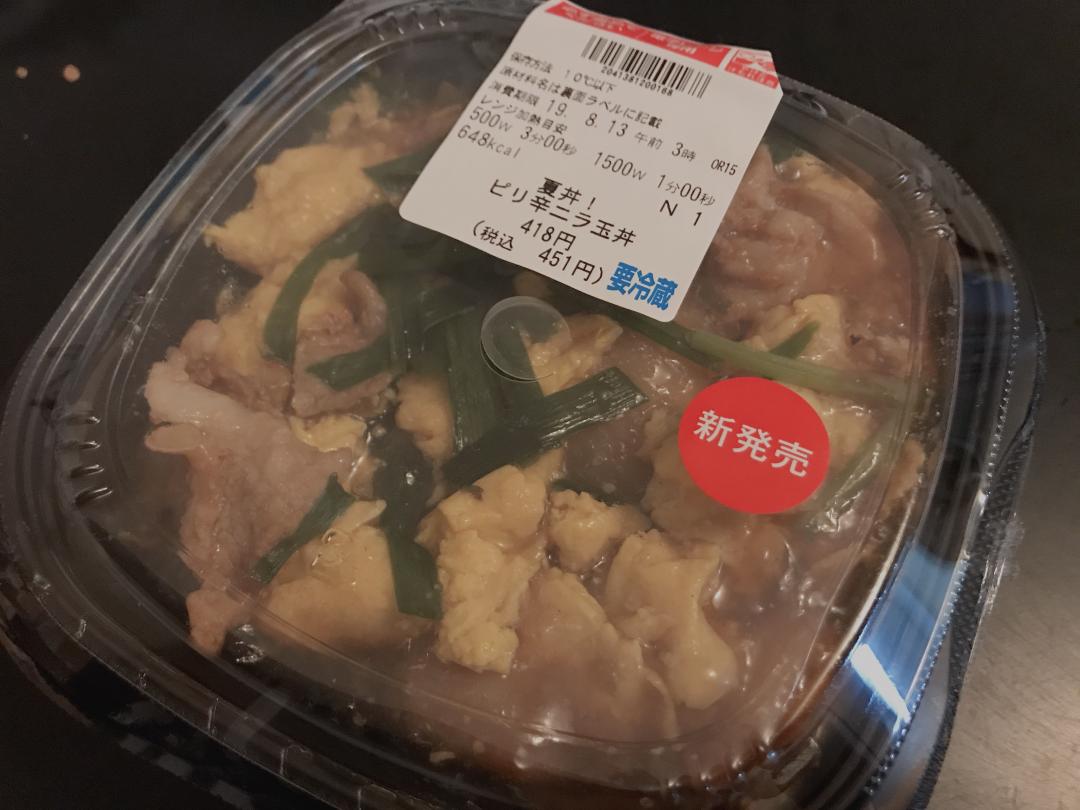 2041381200168
保存方法 10℃以下
原材料名は裏面ラベルに記載
消費期限 19. 8.13 午前 3時 OR15
レンジ加熱目安
500W 3分00秒 1500W 1分00秒
648kcal N 1
夏丼！
ピリ辛ニラ玉丼
418円
(税込 451円)
要冷蔵
新発売